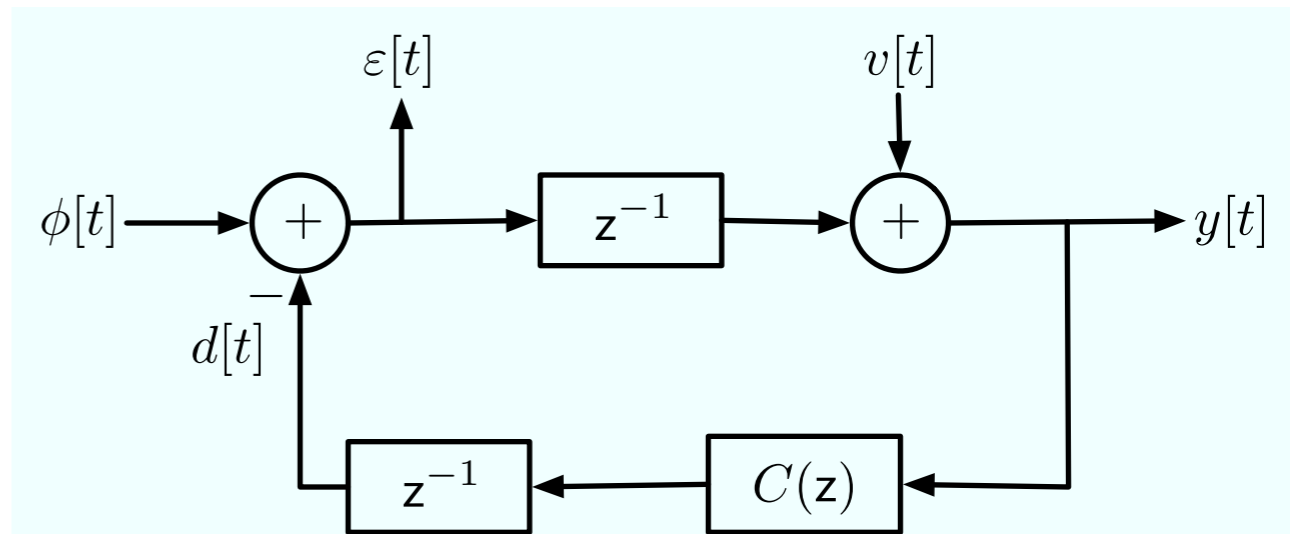 ε[t]
v[t]
ϕ[t]
+
z⁻¹
+
y[t]
−
d[t]
z⁻¹
C(z)